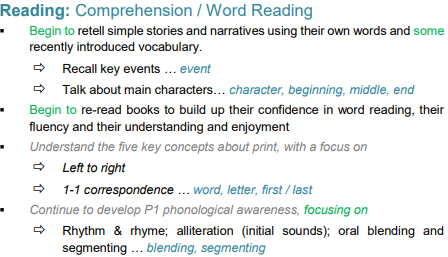 Reading: Comprehension / Word Reading
▪ Begin to retell simple stories and narratives using their own words and some
recently introduced vocabulary.
⇨ Recall key events … event
⇨ Talk about main characters… character, beginning, middle, end
▪ Begin to re-read books to build up their confidence in word reading, their
fluency and their understanding and enjoyment
▪ Understand the five key concepts about print, with a focus on
⇨ Left to right
⇨ 1-1 correspondence … word, letter, first / last
▪ Continue to develop P1 phonological awareness, focusing on
⇨ Rhythm & rhyme; alliteration (initial sounds); oral blending and
segmenting … blending, segmenting